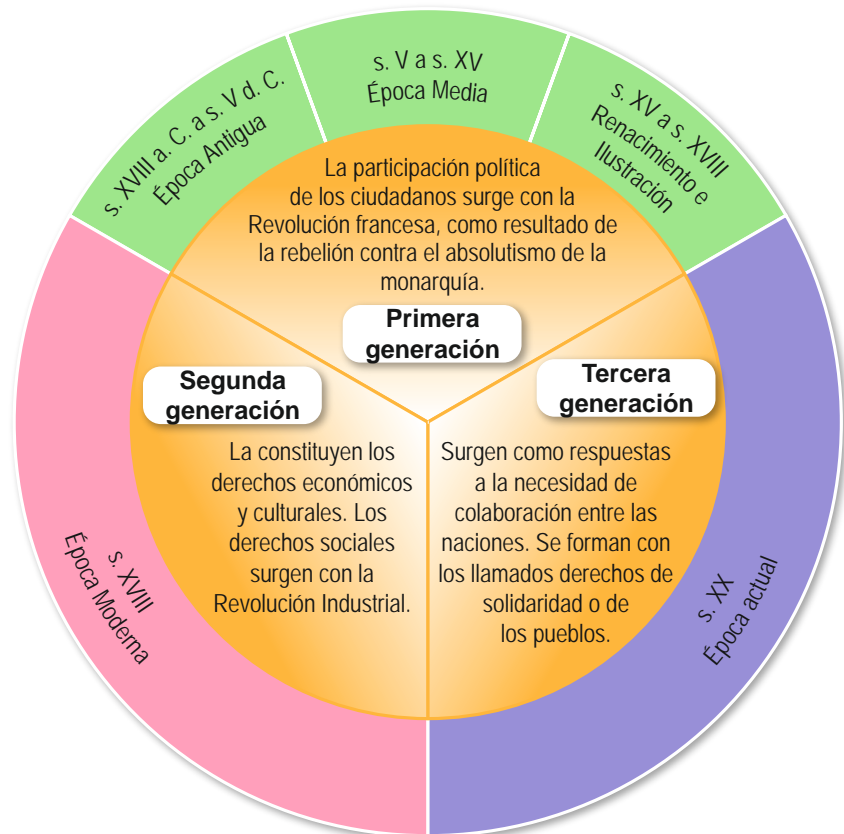 s. XVIII a. C. a s. V d. C.
Época Antigua
s. V a s. XV
Época Media
s. XV a s. XVIII
Renacimiento e
Ilustración
La participación política
de los ciudadanos surge con la
Revolución francesa, como resultado de
la rebelión contra el absolutismo de la
monarquía.
Primera
generación
Segunda
generación
La constituyen los
derechos económicos
y culturales. Los
derechos sociales
surgen con la
Revolución Industrial.
Tercera
generación
Surgen como respuestas
a la necesidad de
colaboración entre las
naciones. Se forman con
los llamados derechos de
solidaridad o de
los pueblos.
s. XVIII
Época Moderna
s. XX
Época actual